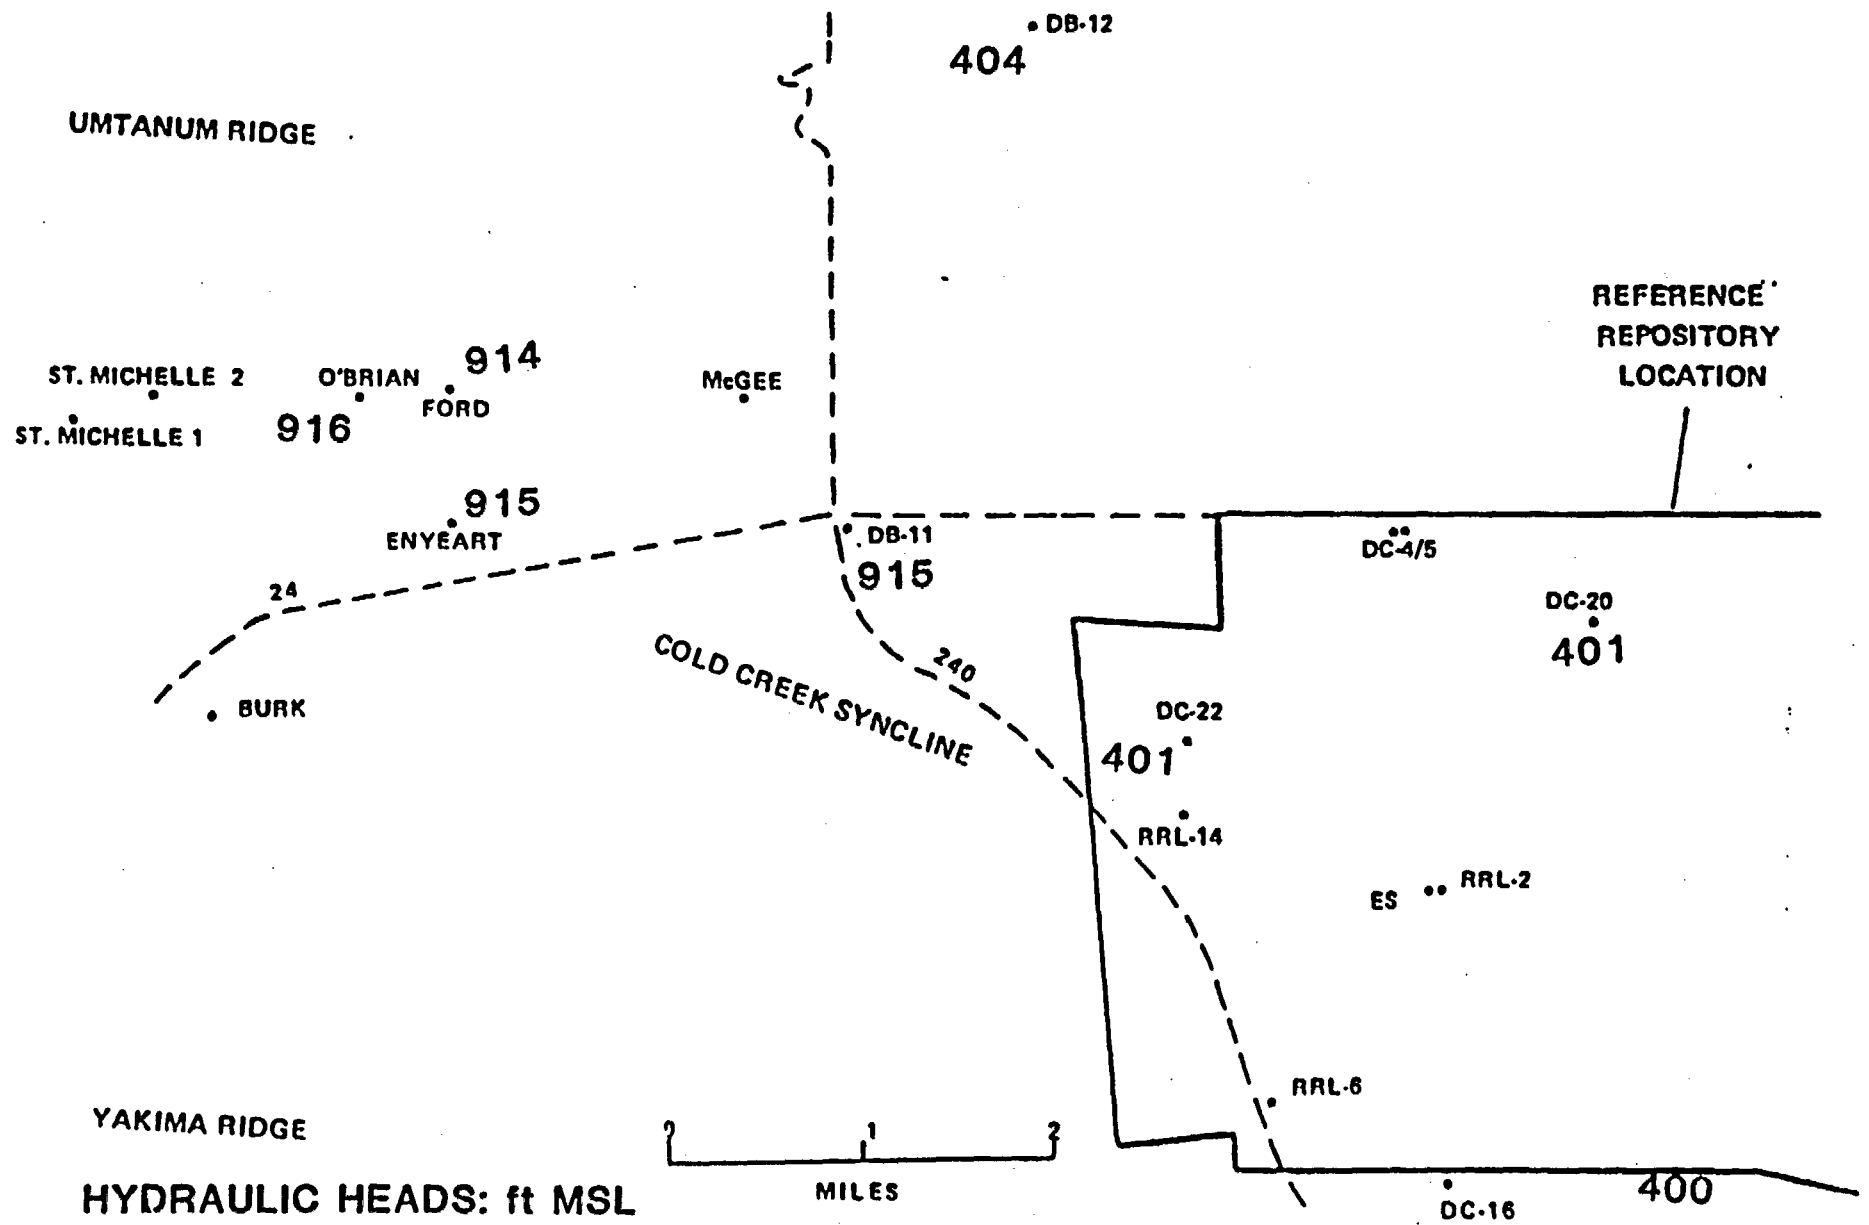 DB-12
404
UMTANUM RIDGE
REFERENCE
REPOSITORY
LOCATION
914
ST. MICHELLE 2
O'BRIAN
McGEE
FORD
916
ST. MICHELLE 1
915
ENYEART
DB-11
DC-4/5
915
24
DC-20
401
COLD CREEK SYNCLINE
240
BURK
DC-22
401
RRL-14
RRL-2
ES
RRL-6
YAKIMA RIDGE
0 1 2
MILES
HYDRAULIC HEADS: ft MSL
400
DC-16